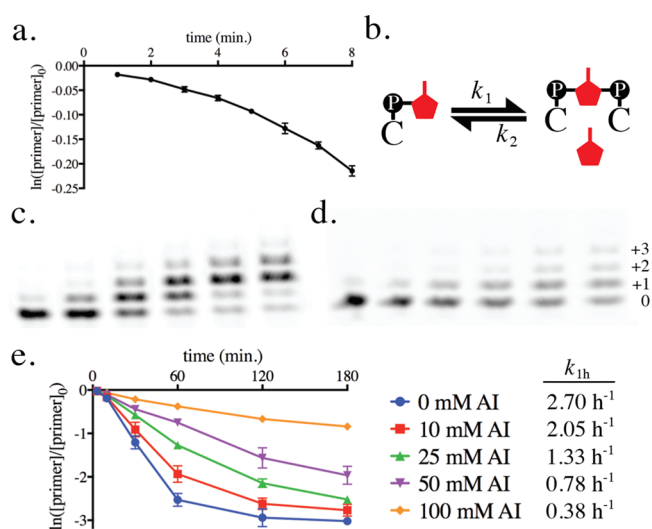 a.
time (min.)
0 2 4 6 8
ln([primer]/[primer]₀)
0.00
-0.05
-0.10
-0.15
-0.20
-0.25
b.
P
C
k₁
k₂
P P
C C
c.
d.
+3
+2
+1
0
e.
time (min.)
0 60 120 180
ln([primer]/[primer]₀)
0
-1
-2
-3
k₁ₕ
0 mM AI 2.70 h⁻¹
10 mM AI 2.05 h⁻¹
25 mM AI 1.33 h⁻¹
50 mM AI 0.78 h⁻¹
100 mM AI 0.38 h⁻¹